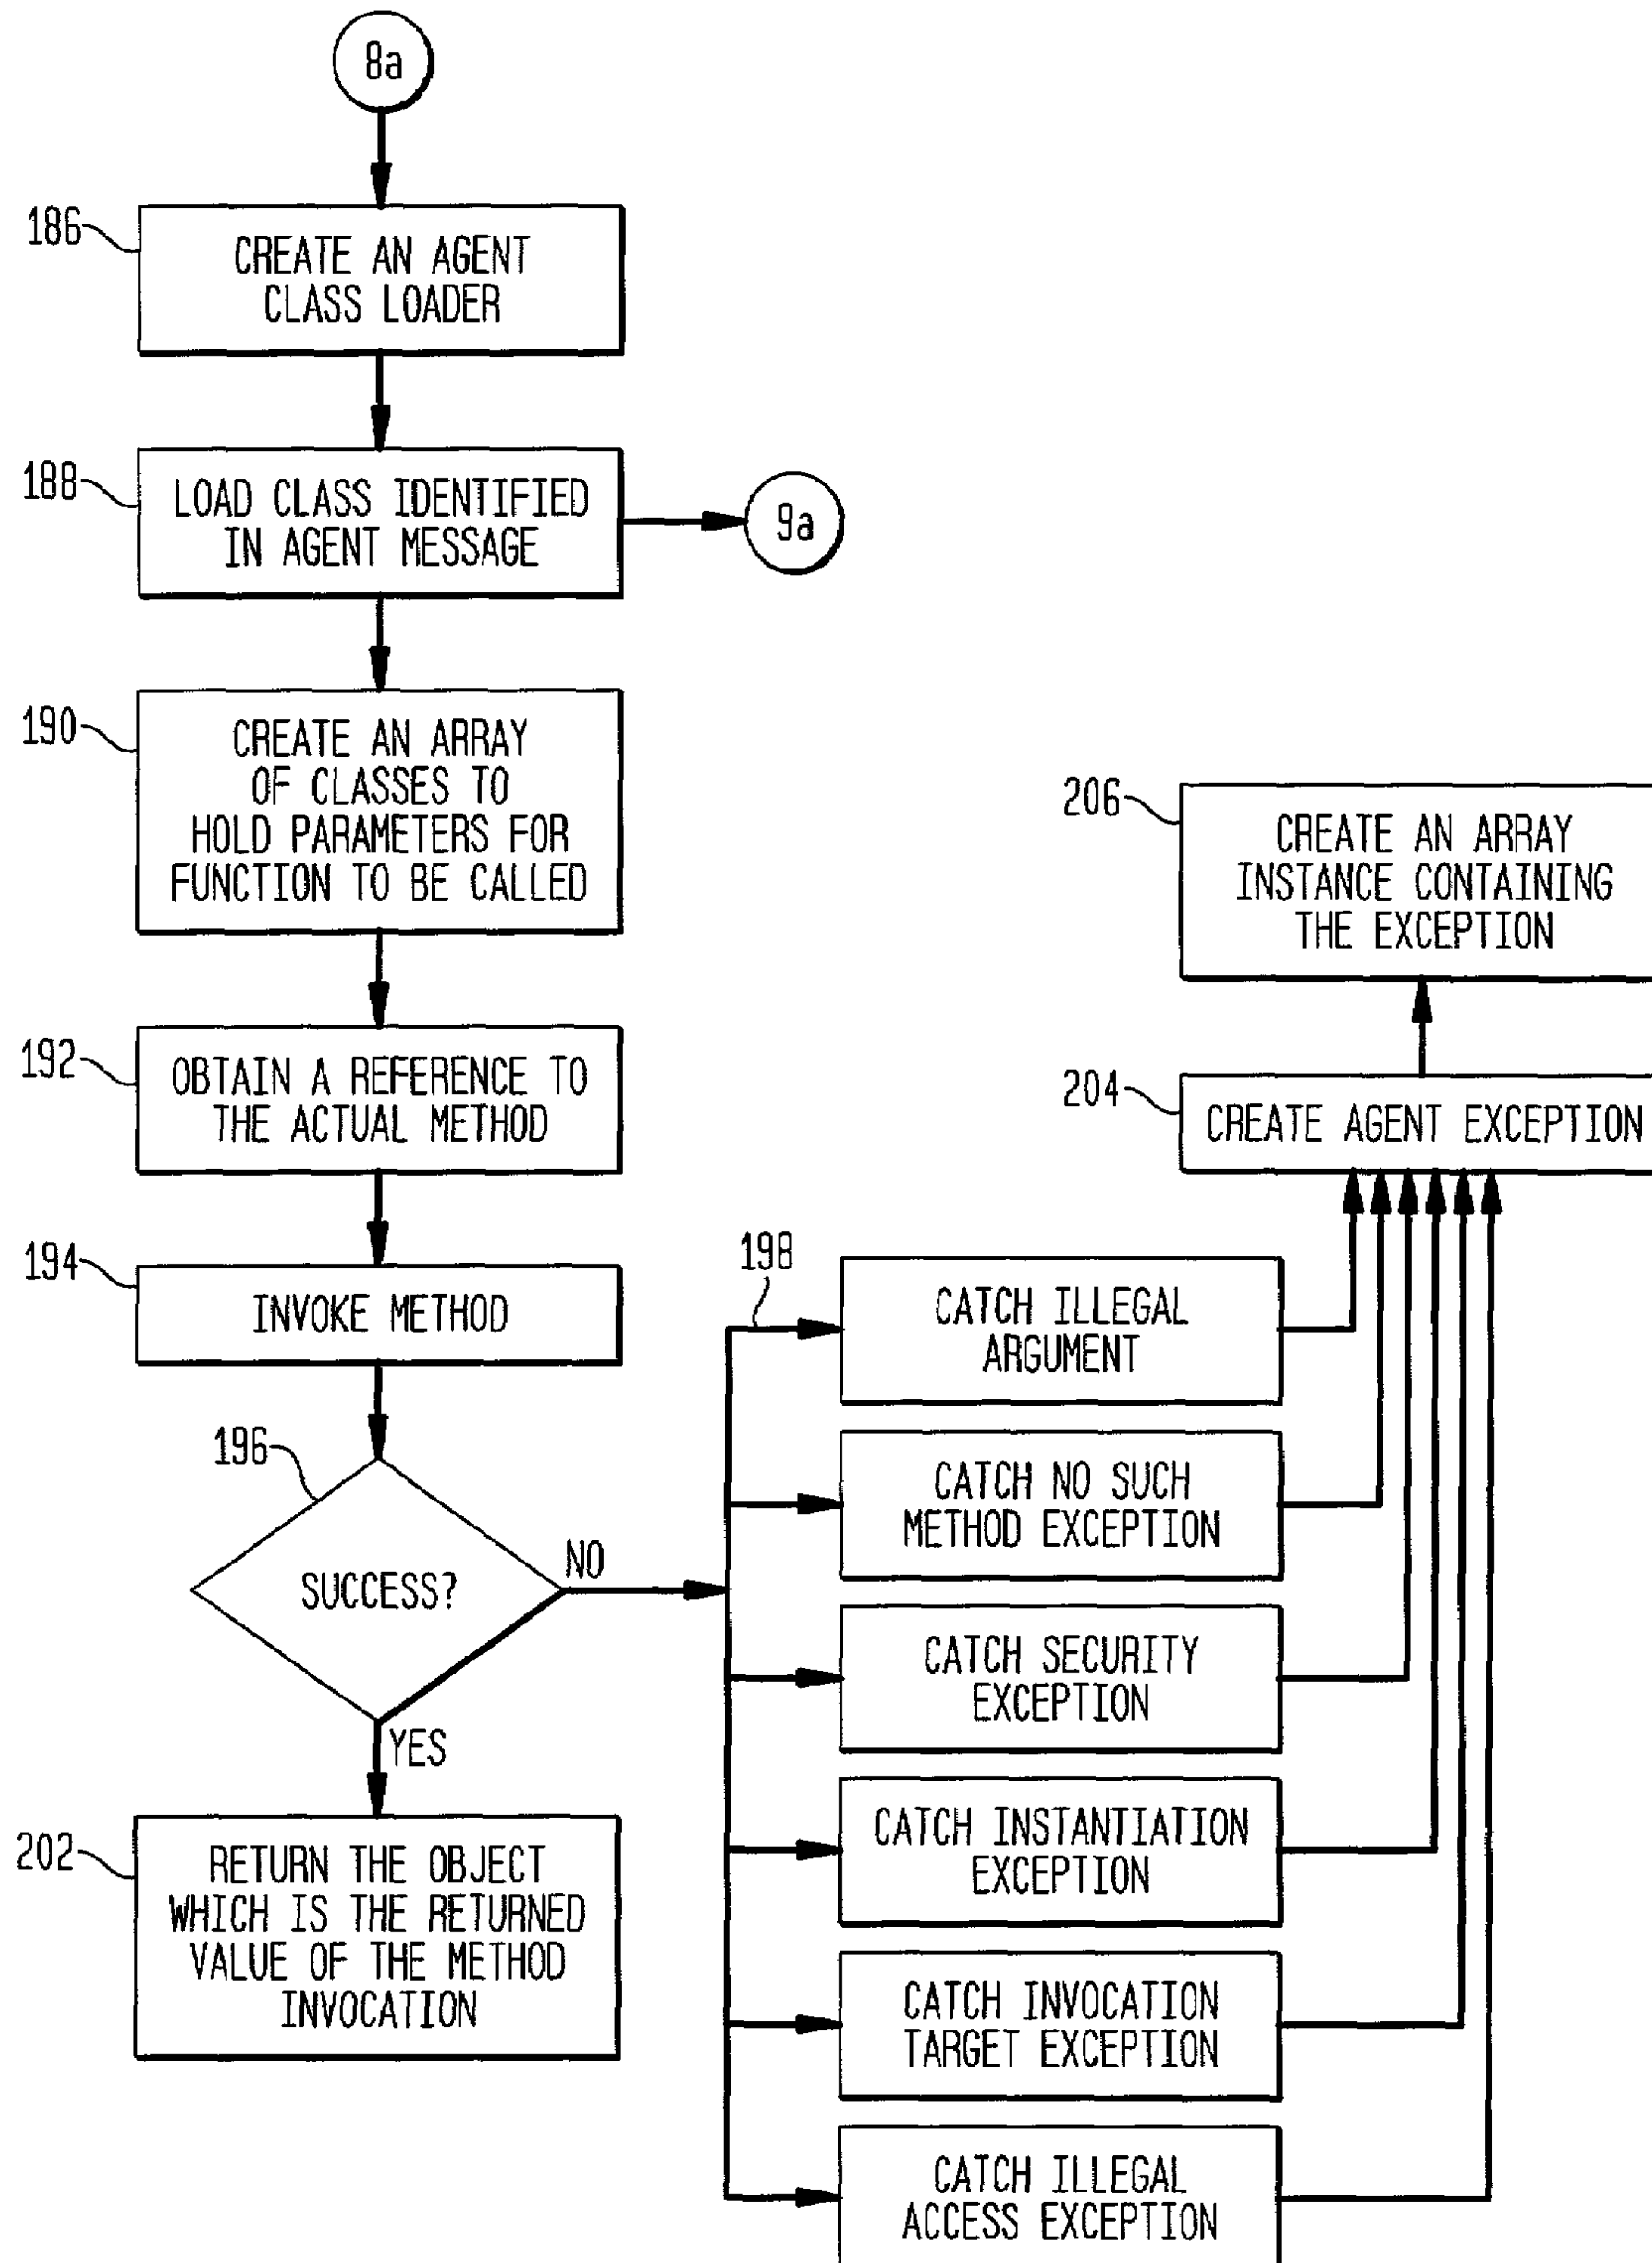 8a
186
CREATE AN AGENT
CLASS LOADER
188
LOAD CLASS IDENTIFIED
IN AGENT MESSAGE
9a
190
CREATE AN ARRAY
OF CLASSES TO
HOLD PARAMETERS FOR
FUNCTION TO BE CALLED
192
OBTAIN A REFERENCE TO
THE ACTUAL METHOD
194
INVOKE METHOD
196
SUCCESS?
NO
YES
202
RETURN THE OBJECT
WHICH IS THE RETURNED
VALUE OF THE METHOD
INVOCATION
198
CATCH ILLEGAL
ARGUMENT
CATCH NO SUCH
METHOD EXCEPTION
CATCH SECURITY
EXCEPTION
CATCH INSTANTIATION
EXCEPTION
CATCH INVOCATION
TARGET EXCEPTION
CATCH ILLEGAL
ACCESS EXCEPTION
204
CREATE AGENT EXCEPTION
206
CREATE AN ARRAY
INSTANCE CONTAINING
THE EXCEPTION